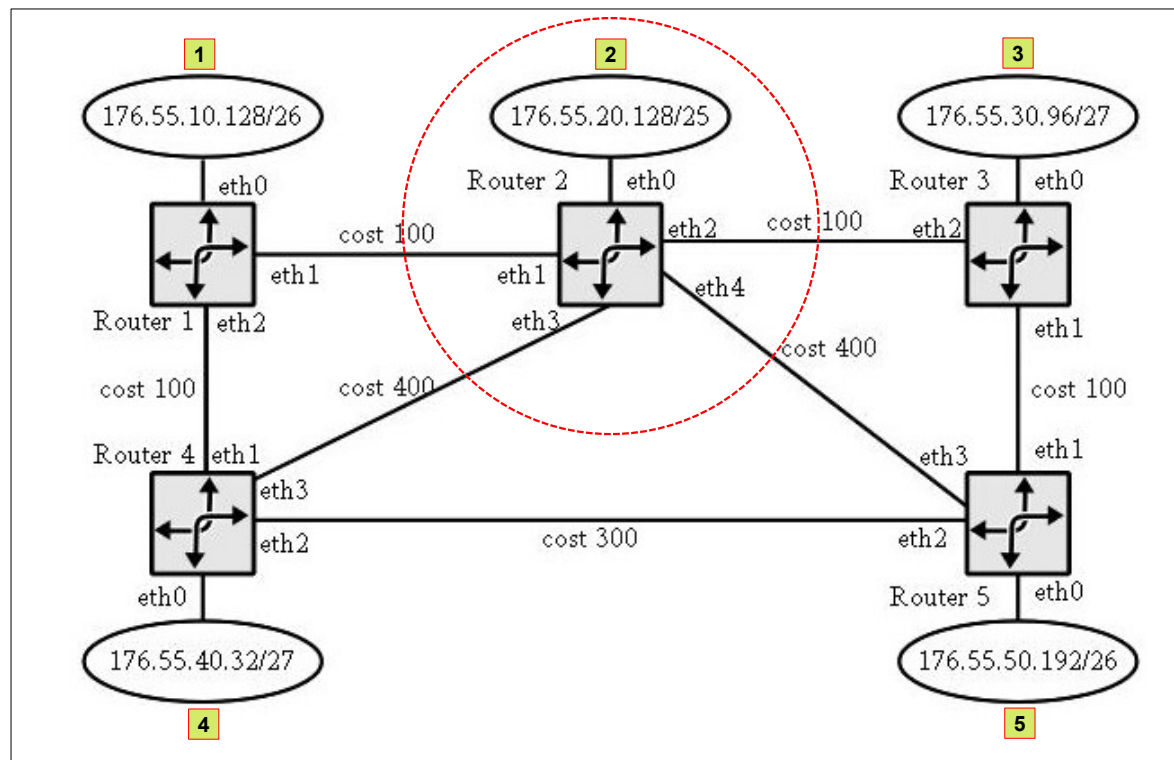 1
2
3
176.55.10.128/26
176.55.20.128/25
176.55.30.96/27
eth0
Router 2
eth0
Router 3
eth0
cost 100
eth2
cost 100
eth2
eth1
eth1
eth4
Router 1
eth2
eth3
eth1
cost 400
cost 100
cost 400
cost 100
Router 4
eth1
eth1
eth3
eth3
eth2
cost 300
eth2
eth0
Router 5
eth0
176.55.40.32/27
176.55.50.192/26
4
5